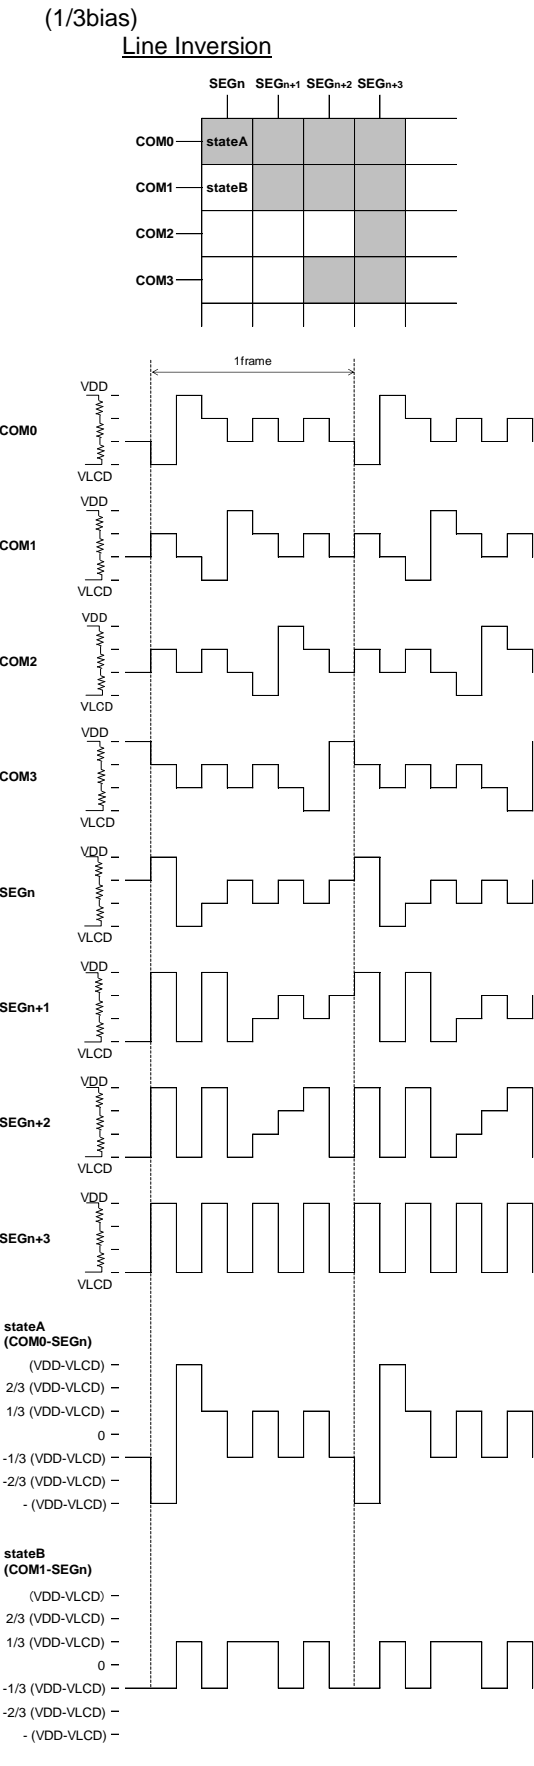 (1/3bias)
Line Inversion
SEGn SEGn+1 SEGn+2 SEGn+3
COM0 stateA
COM1 stateB
COM2
COM3
1frame
VDD
COM0
VLCD
VDD
COM1
VLCD
VDD
COM2
VLCD
VDD
COM3
VLCD
VDD
SEGn
VLCD
VDD
SEGn+1
VLCD
VDD
SEGn+2
VLCD
VDD
SEGn+3
VLCD
stateA
(COM0-SEGn)
(VDD-VLCD)
2/3 (VDD-VLCD)
1/3 (VDD-VLCD)
0
-1/3 (VDD-VLCD)
-2/3 (VDD-VLCD)
- (VDD-VLCD)
stateB
(COM1-SEGn)
(VDD-VLCD)
2/3 (VDD-VLCD)
1/3 (VDD-VLCD)
0
-1/3 (VDD-VLCD)
-2/3 (VDD-VLCD)
- (VDD-VLCD)